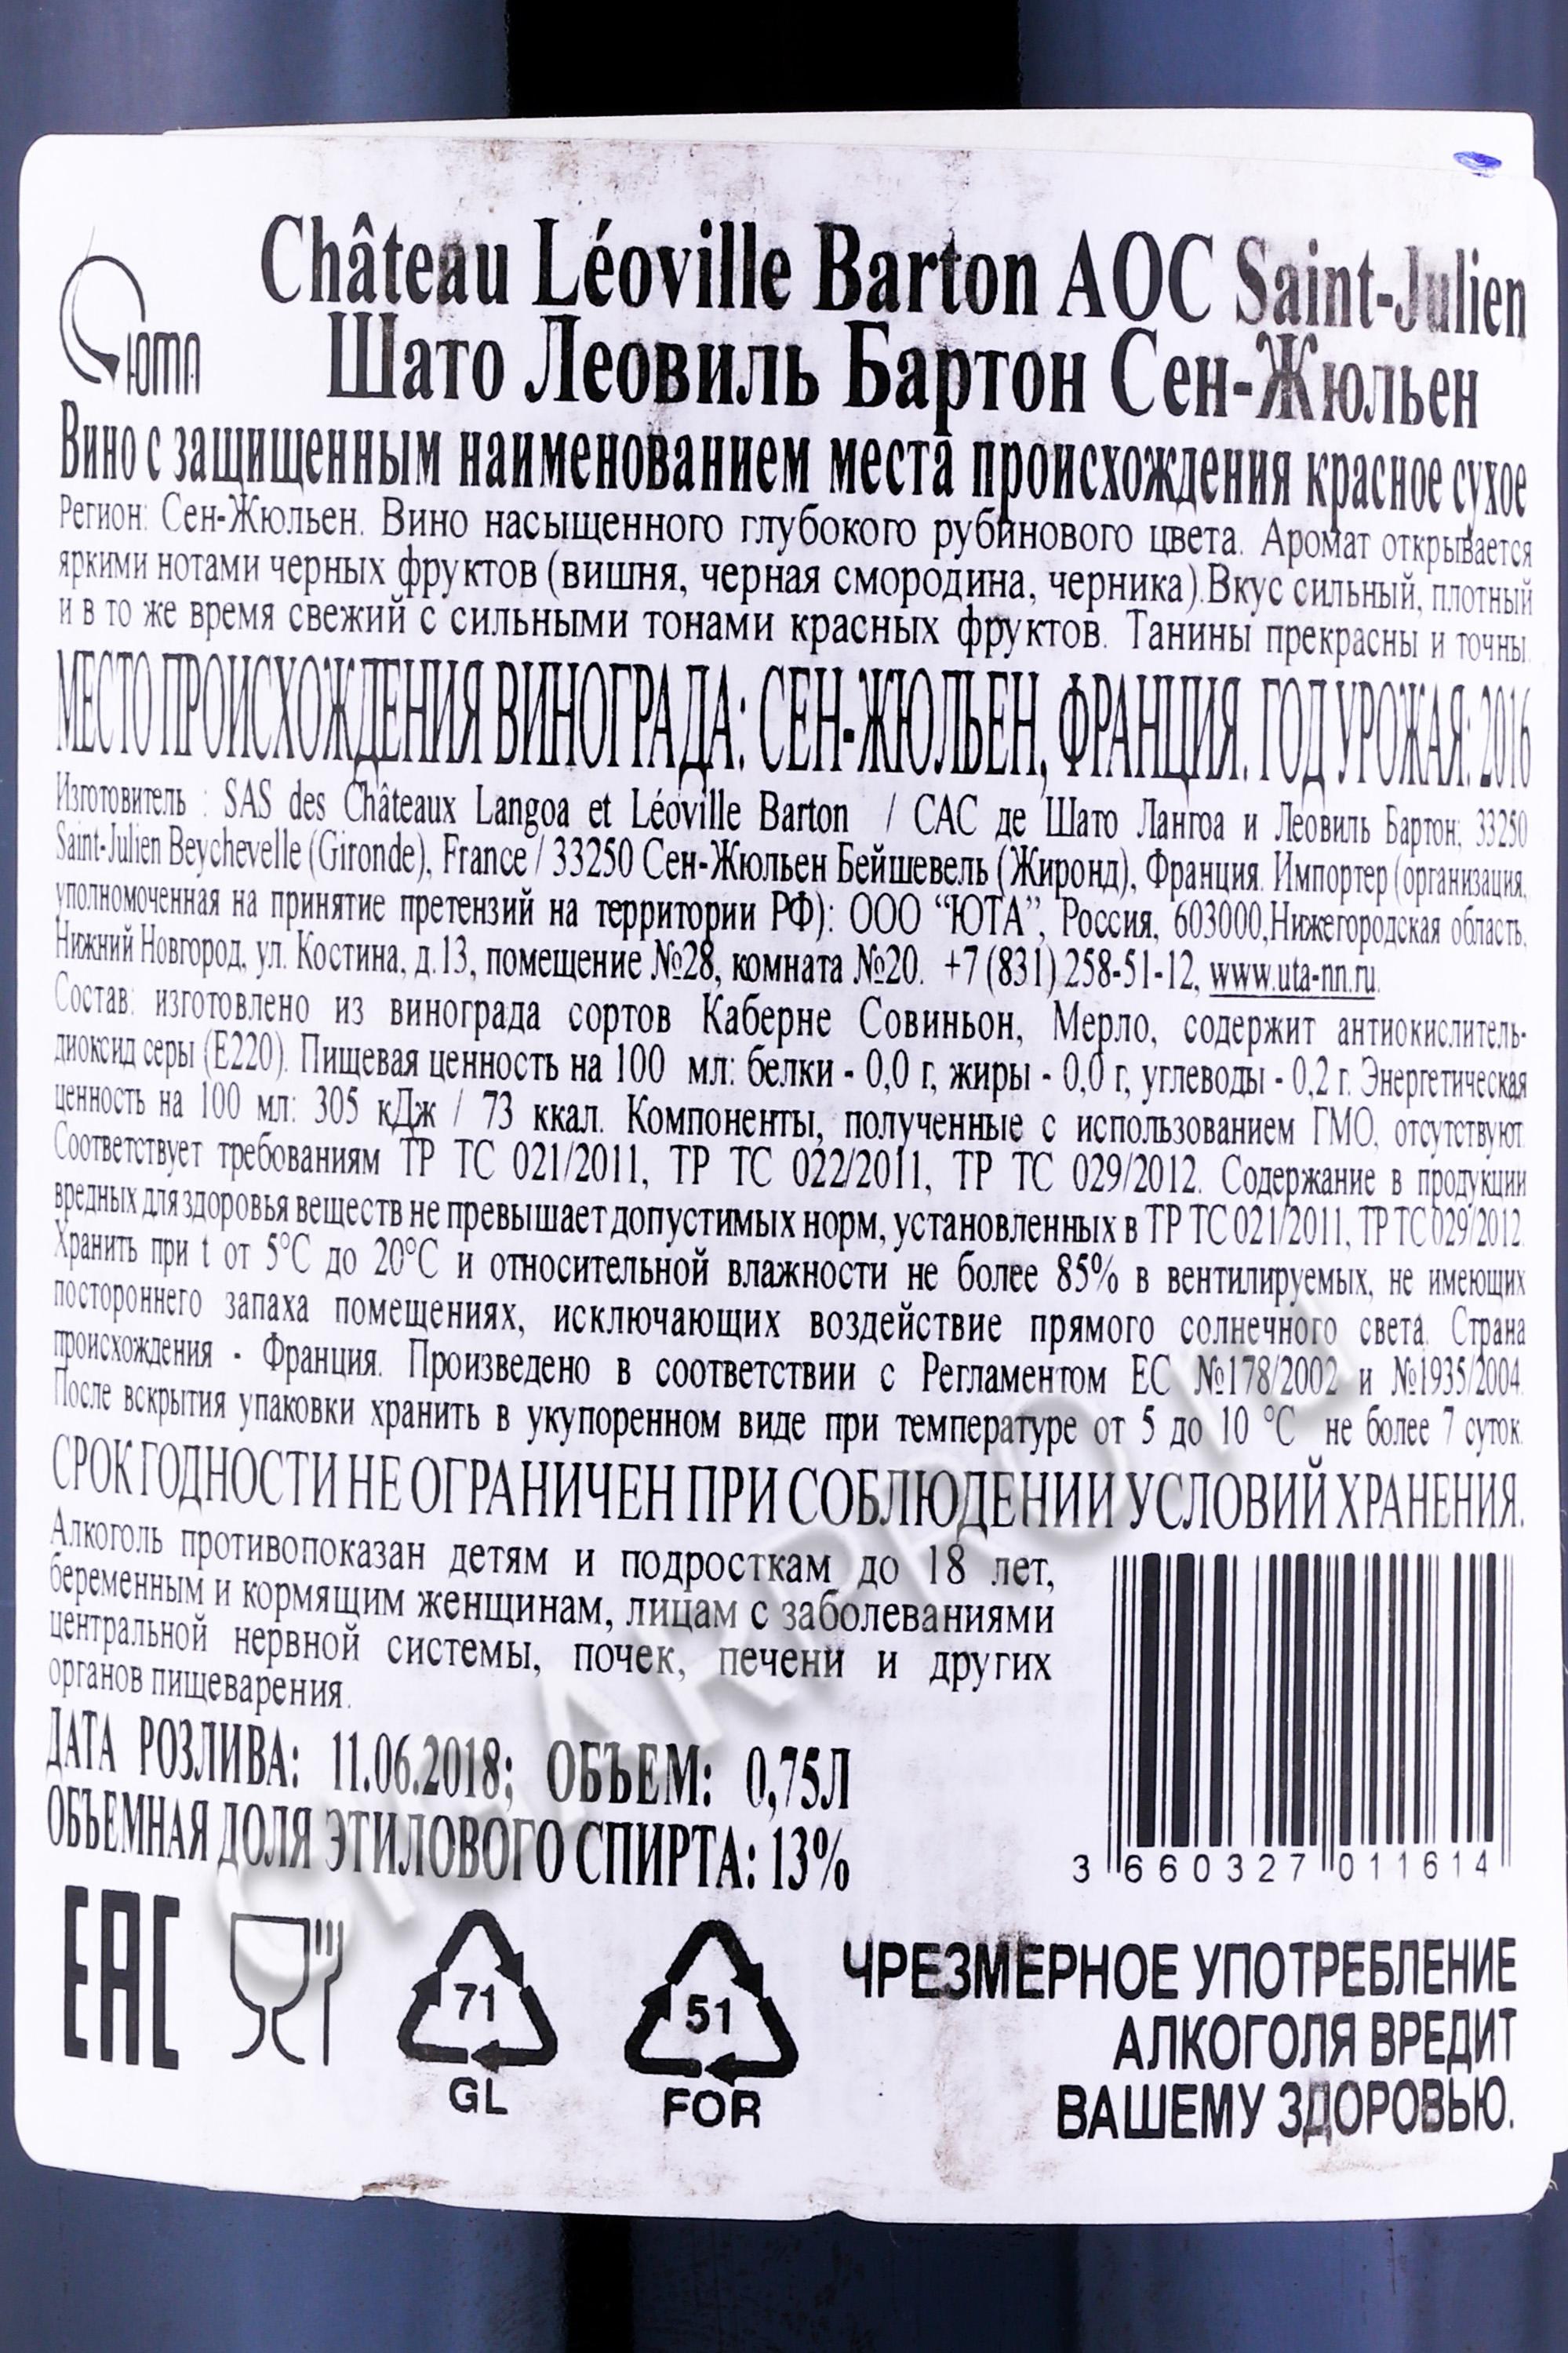 Château Léoville Barton AOC Saint-Julien
ЮТА
Шато Леовиль Бартон Сен-Жюльен
Вино с защищенным наименованием места происхождения красное сухое
Регион: Сен-Жюльен. Вино насыщенного глубокого рубинового цвета. Аромат открывается
яркими нотами черных фруктов (вишня, черная смородина, черника).Вкус сильный, плотный
и в то же время свежий с сильными тонами красных фруктов. Танины прекрасны и точны.
МЕСТО ПРОИСХОЖДЕНИЯ ВИНОГРАДА: СЕН-ЖЮЛЬЕН, ФРАНЦИЯ. ГОД УРОЖАЯ: 2016
Изготовитель : SAS des Châteaux Langoa et Léoville Barton / САС де Шато Лангоа и Леовиль Бартон; 33250
Saint-Julien Beychevelle (Gironde), France / 33250 Сен-Жюльен Бейшевель (Жиронд), Франция. Импортер (организация,
уполномоченная на принятие претензий на территории РФ): ООО “ЮТА”, Россия, 603000,Нижегородская область,
Нижний Новгород, ул. Костина, д.13, помещение №28, комната №20. +7 (831) 258-51-12, www.uta-nn.ru.
Состав: изготовлено из винограда сортов Каберне Совиньон, Мерло, содержит антиокислитель-
диоксид серы (Е220). Пищевая ценность на 100 мл: белки - 0,0 г, жиры - 0,0 г, углеводы - 0,2 г. Энергетическая
ценность на 100 мл: 305 кДж / 73 ккал. Компоненты, полученные с использованием ГМО, отсутствуют.
Соответствует требованиям ТР ТС 021/2011, ТР ТС 022/2011, ТР ТС 029/2012. Содержание в продукции
вредных для здоровья веществ не превышает допустимых норм, установленных в ТР ТС 021/2011, ТР ТС 029/2012.
Хранить при t от 5°С до 20°С и относительной влажности не более 85% в вентилируемых, не имеющих
постороннего запаха помещениях, исключающих воздействие прямого солнечного света. Страна
происхождения - Франция. Произведено в соответствии с Регламентом ЕС №178/2002 и №1935/2004.
После вскрытия упаковки хранить в укупоренном виде при температуре от 5 до 10 °С не более 7 суток.
СРОК ГОДНОСТИ НЕ ОГРАНИЧЕН ПРИ СОБЛЮДЕНИИ УСЛОВИЙ ХРАНЕНИЯ.
Алкоголь противопоказан детям и подросткам до 18 лет,
беременным и кормящим женщинам, лицам с заболеваниями
центральной нервной системы, почек, печени и других
органов пищеварения.
ДАТА РОЗЛИВА: 11.06.2018; ОБЪЕМ: 0,75Л
ОБЪЕМНАЯ ДОЛЯ ЭТИЛОВОГО СПИРТА: 13%
3 660327 011614
EAC
71
GL
51
FOR
ЧРЕЗМЕРНОЕ УПОТРЕБЛЕНИЕ
АЛКОГОЛЯ ВРЕДИТ
ВАШЕМУ ЗДОРОВЬЮ.
CIGARPRO.ru